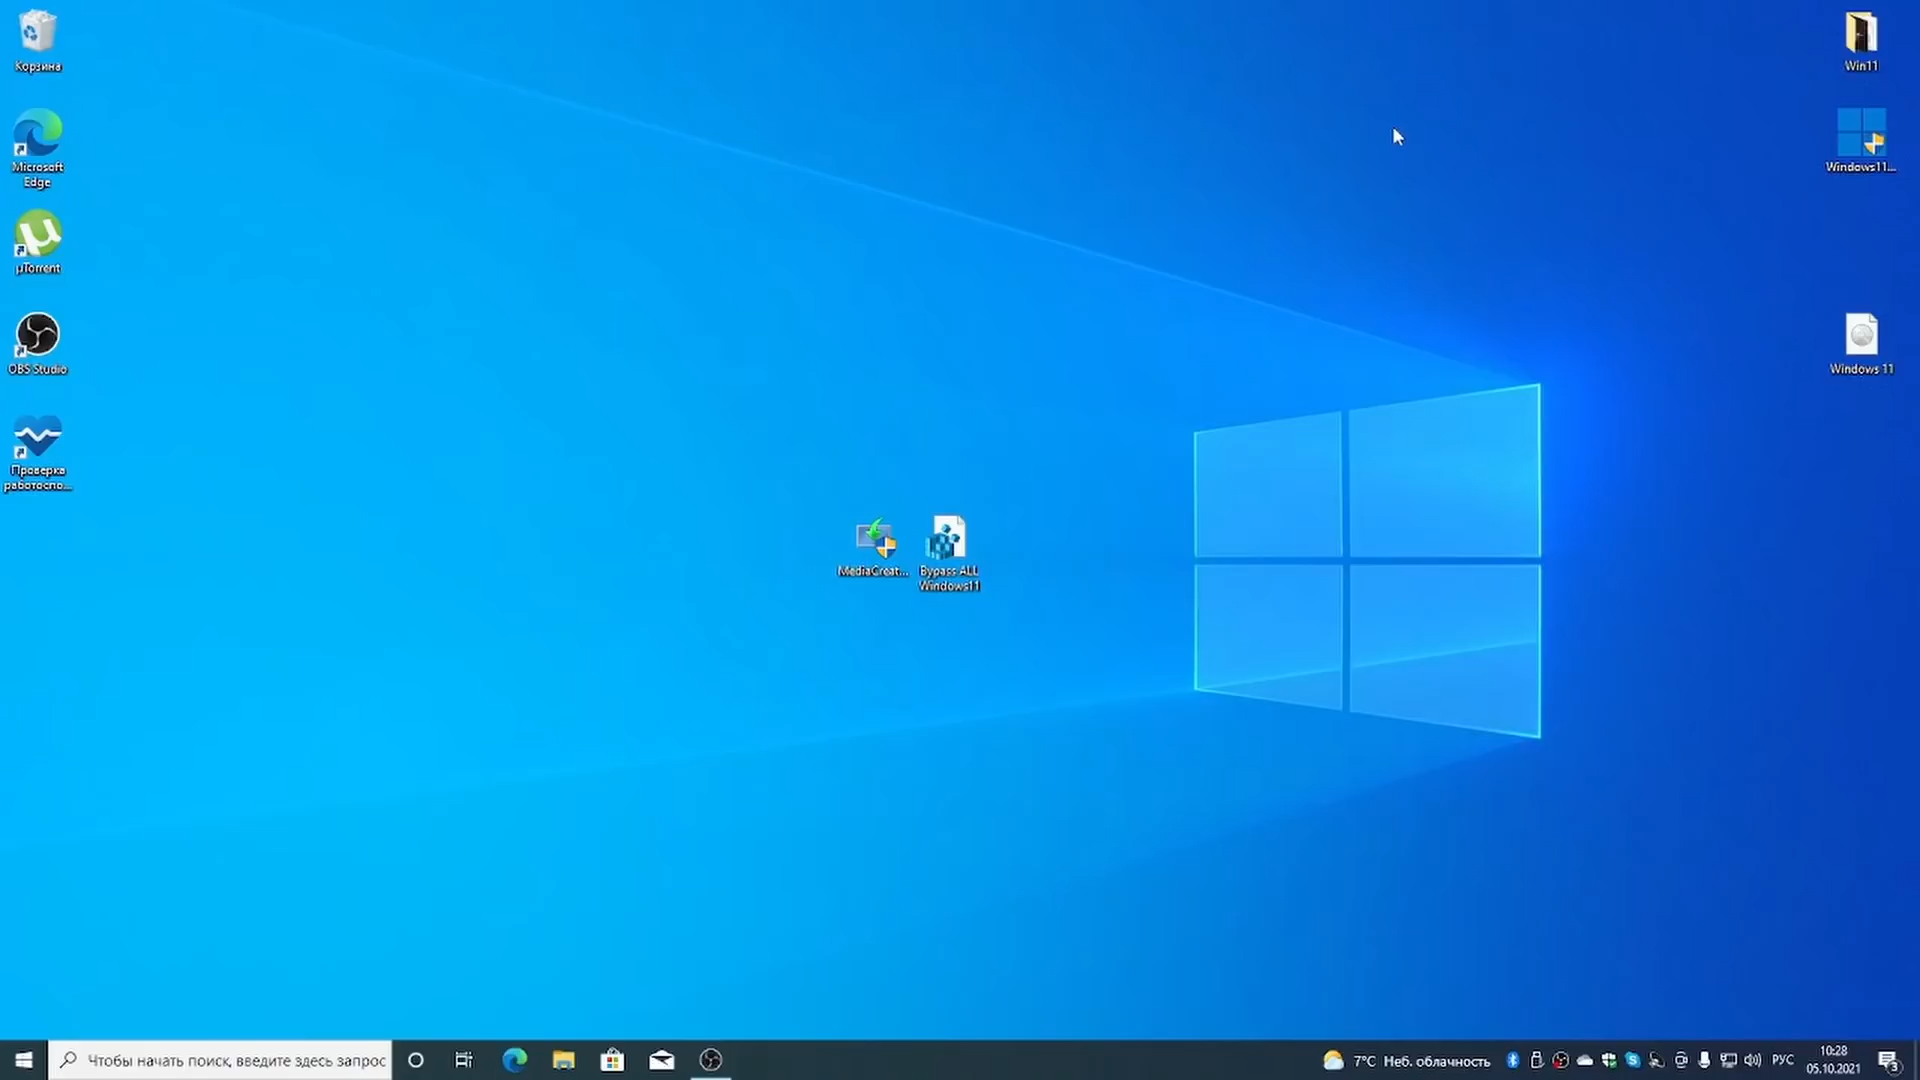 Корзина
Microsoft
Edge
µTorrent
OBS Studio
Проверка
работоспо...
MediaCreat...
Bypass ALL
Windows11
Win11
Windows11...
Windows 11
Чтобы начать поиск, введите здесь запрос
7°C Неб. облачность
РУС
10:28
05.10.2021
3